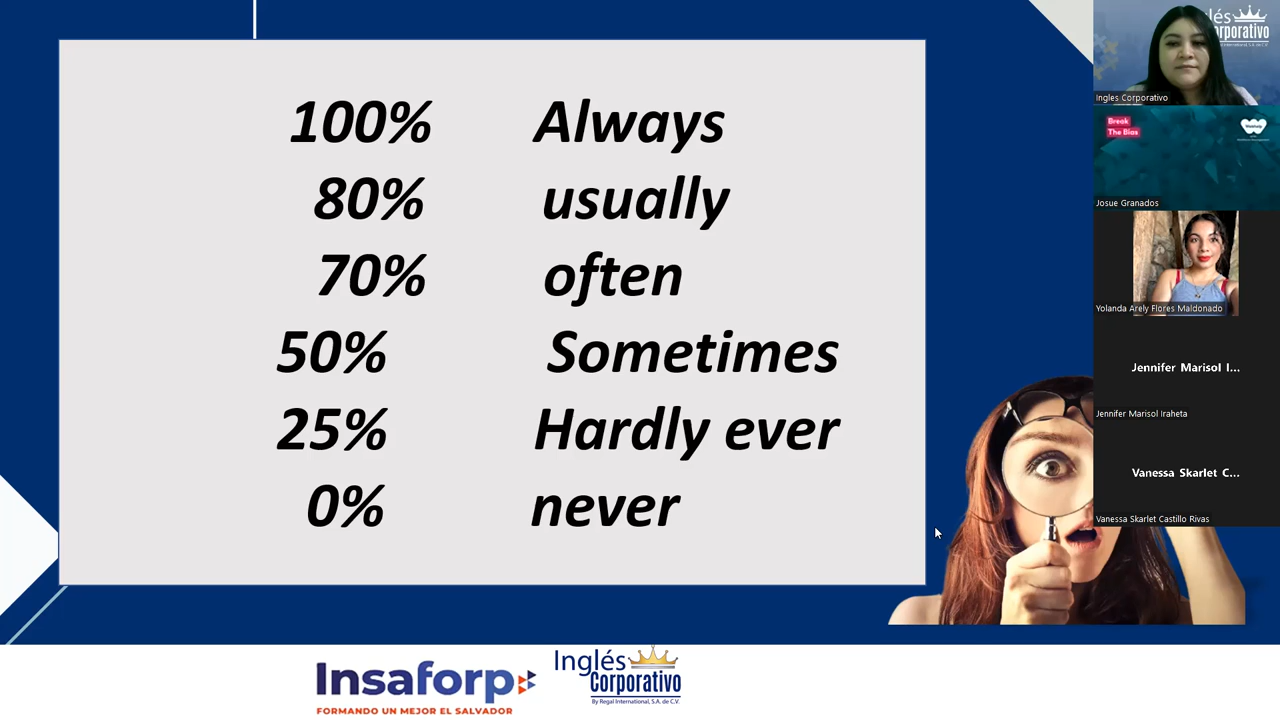 100% Always
80% usually
70% often
50% Sometimes
25% Hardly ever
0% never
Insaforp
FORMANDO UN MEJOR EL SALVADOR
Inglés
Corporativo
By Regal International, S.A. de C.V.
lés
orporativo
Ingles Corporativo
Break
The Bias
Josue Granados
Yolanda Arely Flores Maldonado
Jennifer Marisol I...
Jennifer Marisol Iraheta
Vanessa Skarlet C...
Vanessa Skarlet Castillo Rivas